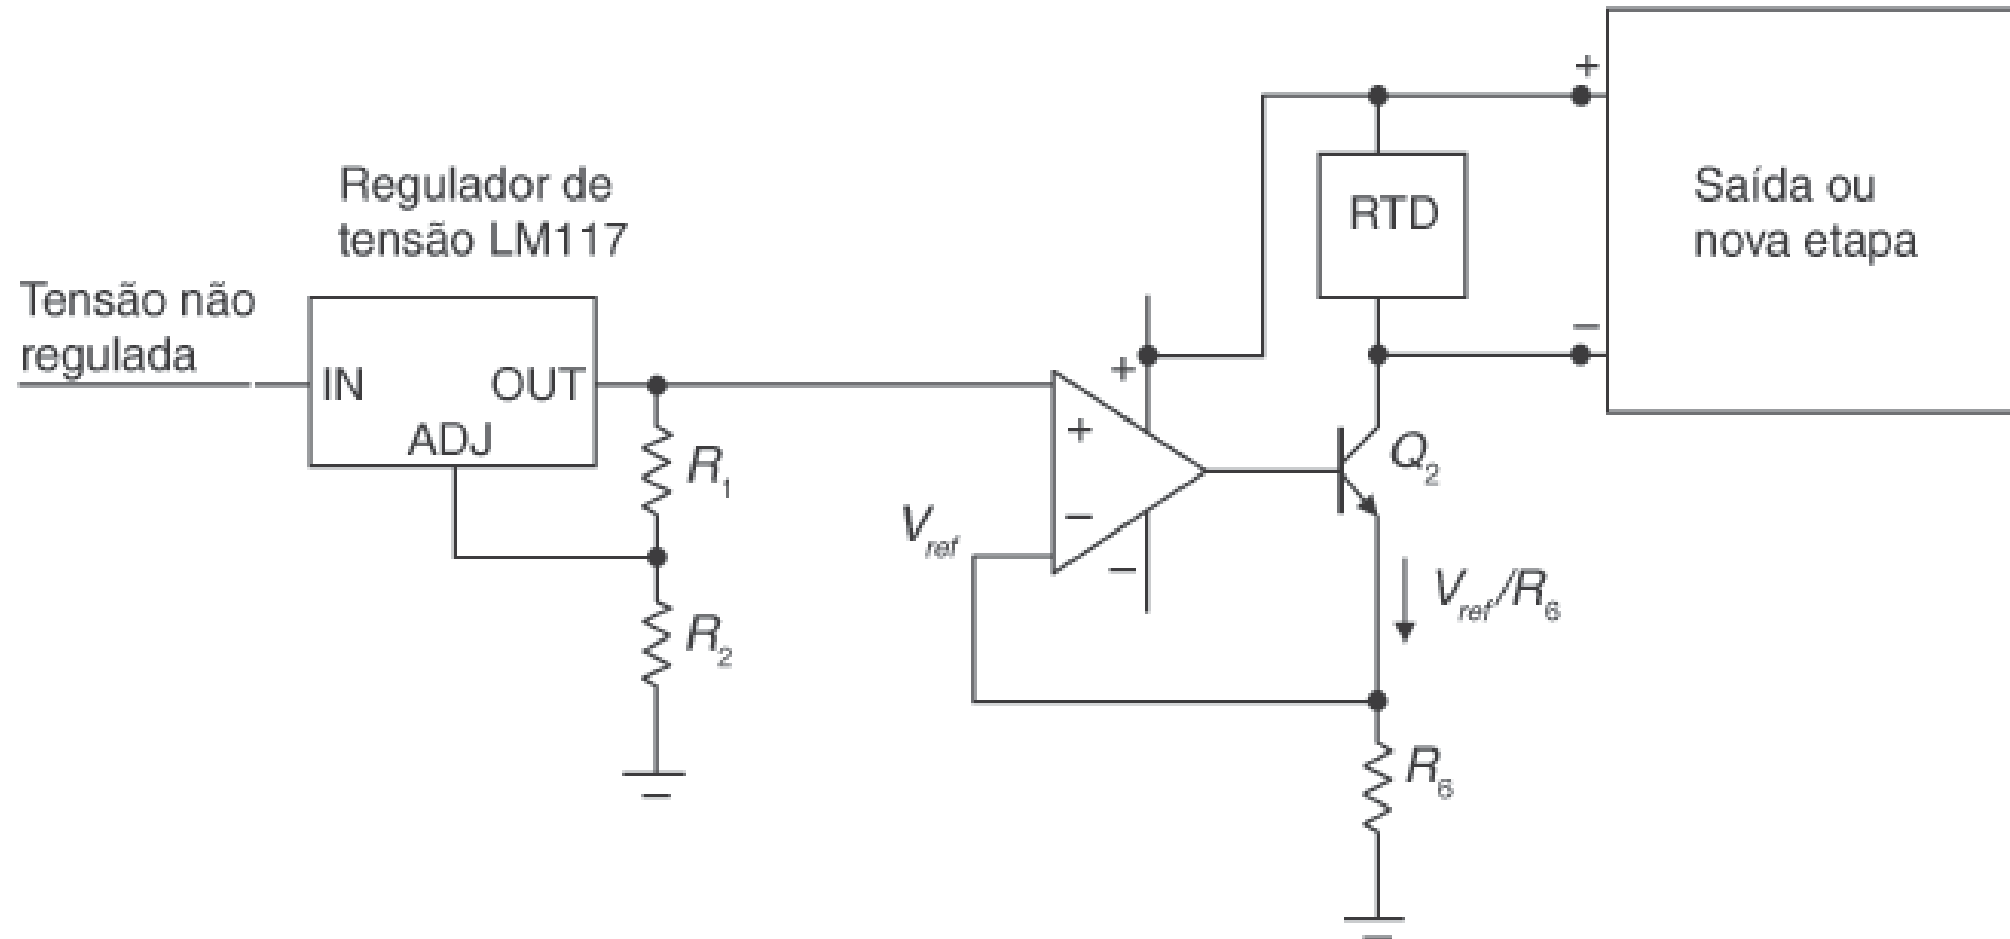 Regulador de
tensão LM117
Tensão não
regulada
IN
OUT
ADJ
R₁
R₂
V_ref
+
−
+
−
RTD
+
−
Saída ou
nova etapa
Q₂
V_ref/R₆
R₆